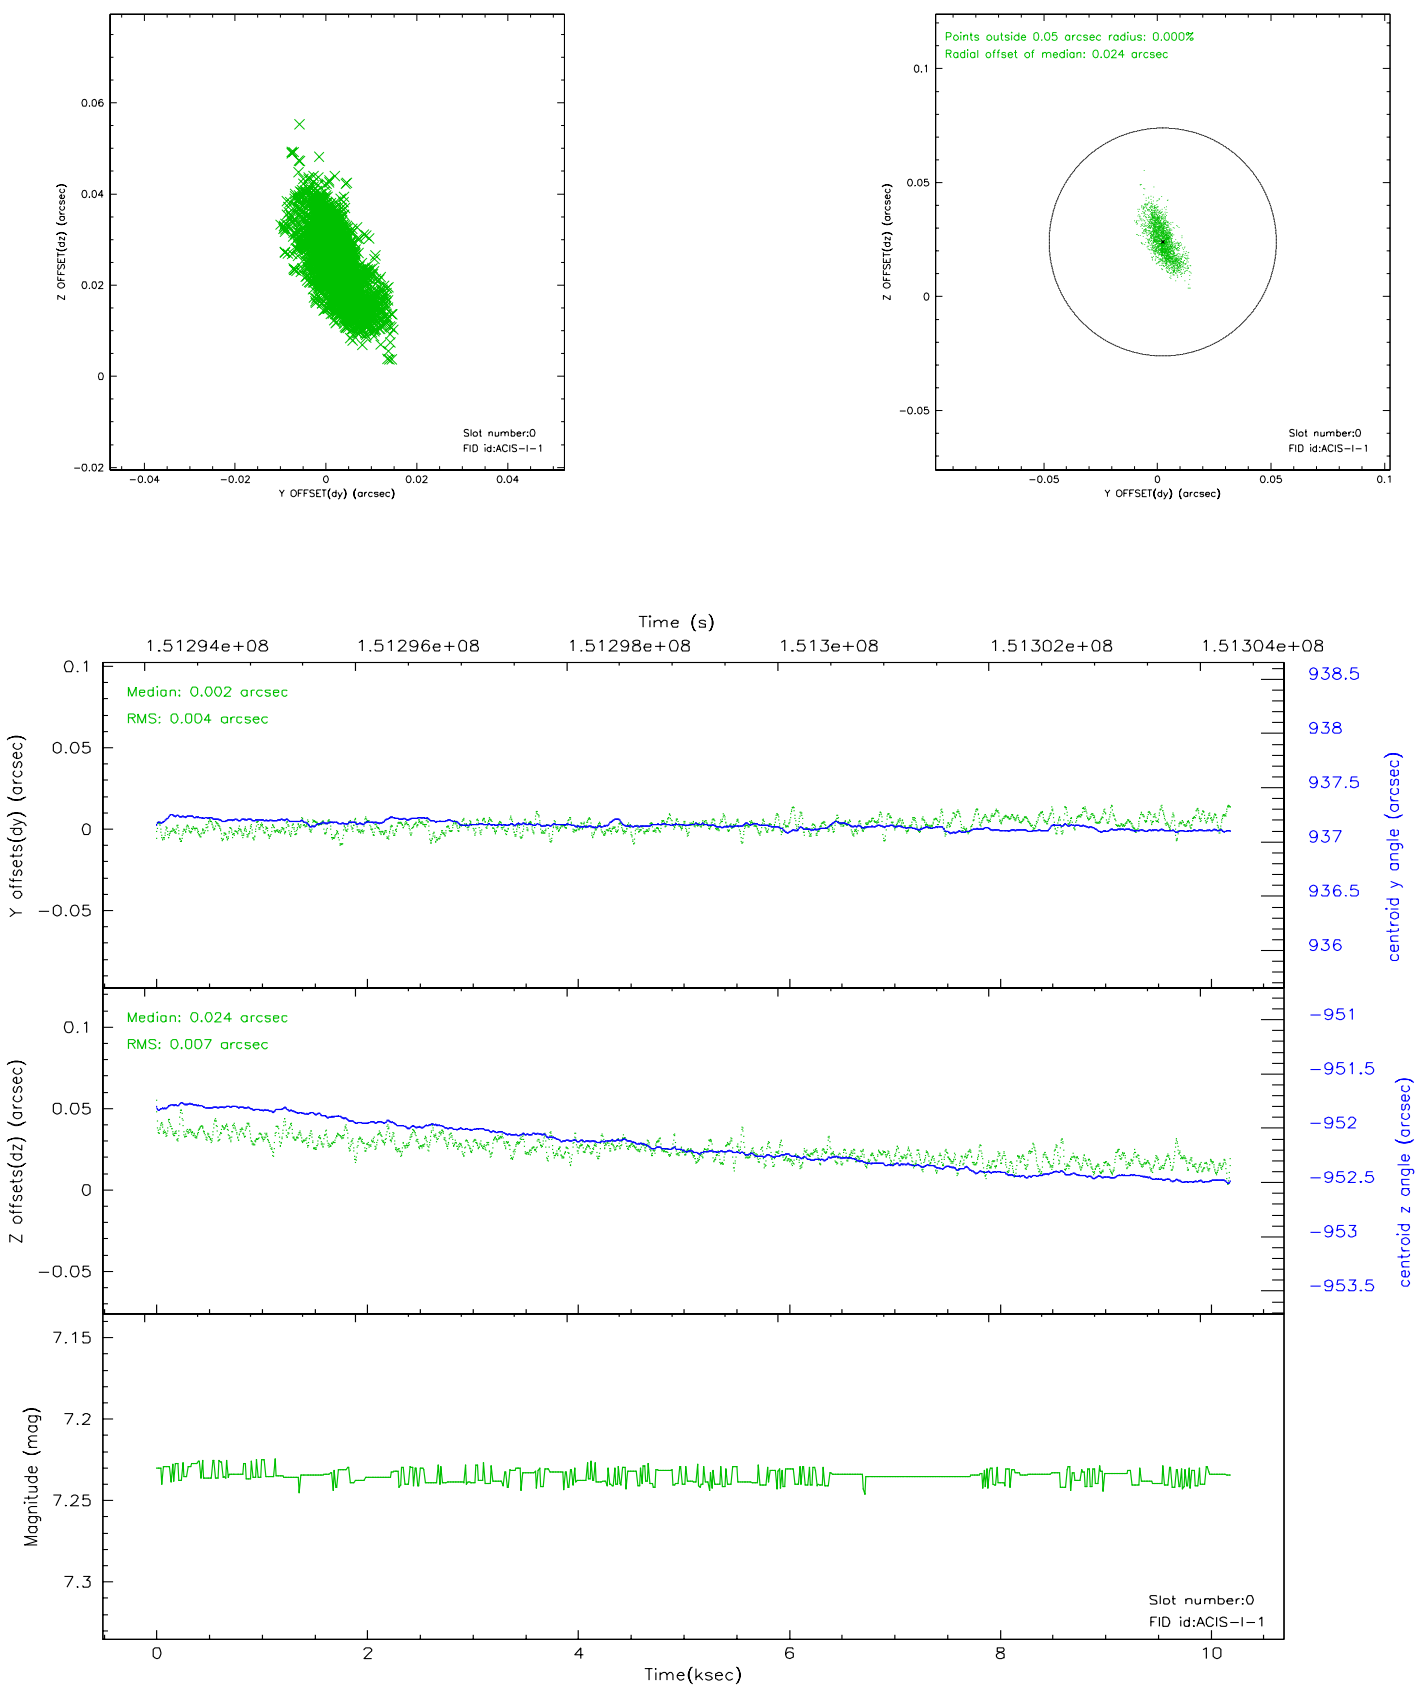 0.06
0.04
0.02
0
−0.02
Z OFFSET(dz) (arcsec)
Slot number:0
FID id:ACIS−I−1
−0.04 −0.02 0 0.02 0.04
Y OFFSET(dy) (arcsec)
Points outside 0.05 arcsec radius: 0.000%
Radial offset of median: 0.024 arcsec
0.1
0.05
0
−0.05
Z OFFSET(dz) (arcsec)
Slot number:0
FID id:ACIS−I−1
−0.05 0 0.05 0.1
Y OFFSET(dy) (arcsec)
Time (s)
1.51294e+08 1.51296e+08 1.51298e+08 1.513e+08 1.51302e+08 1.51304e+08
Median: 0.002 arcsec
RMS: 0.004 arcsec
0.1
0.05
0
−0.05
Y offsets(dy) (arcsec)
938.5
938
937.5
937
936.5
936
centroid y angle (arcsec)
Median: 0.024 arcsec
RMS: 0.007 arcsec
0.1
0.05
0
−0.05
Z offsets(dz) (arcsec)
−951
−951.5
−952
−952.5
−953
−953.5
centroid z angle (arcsec)
7.15
7.2
7.25
7.3
Magnitude (mag)
Slot number:0
FID id:ACIS−I−1
0 2 4 6 8 10
Time(ksec)